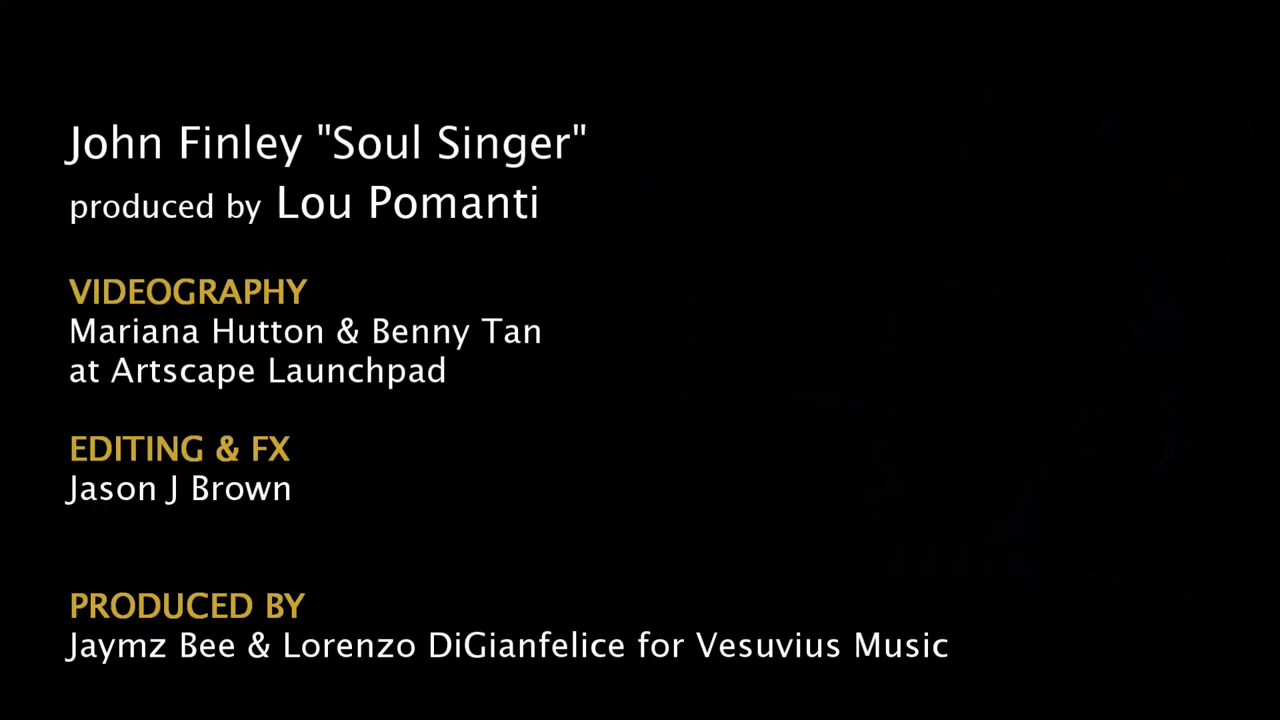 John Finley "Soul Singer"
produced by Lou Pomanti
VIDEOGRAPHY
Mariana Hutton & Benny Tan
at Artscape Launchpad
EDITING & FX
Jason J Brown
PRODUCED BY
Jaymz Bee & Lorenzo DiGianfelice for Vesuvius Music